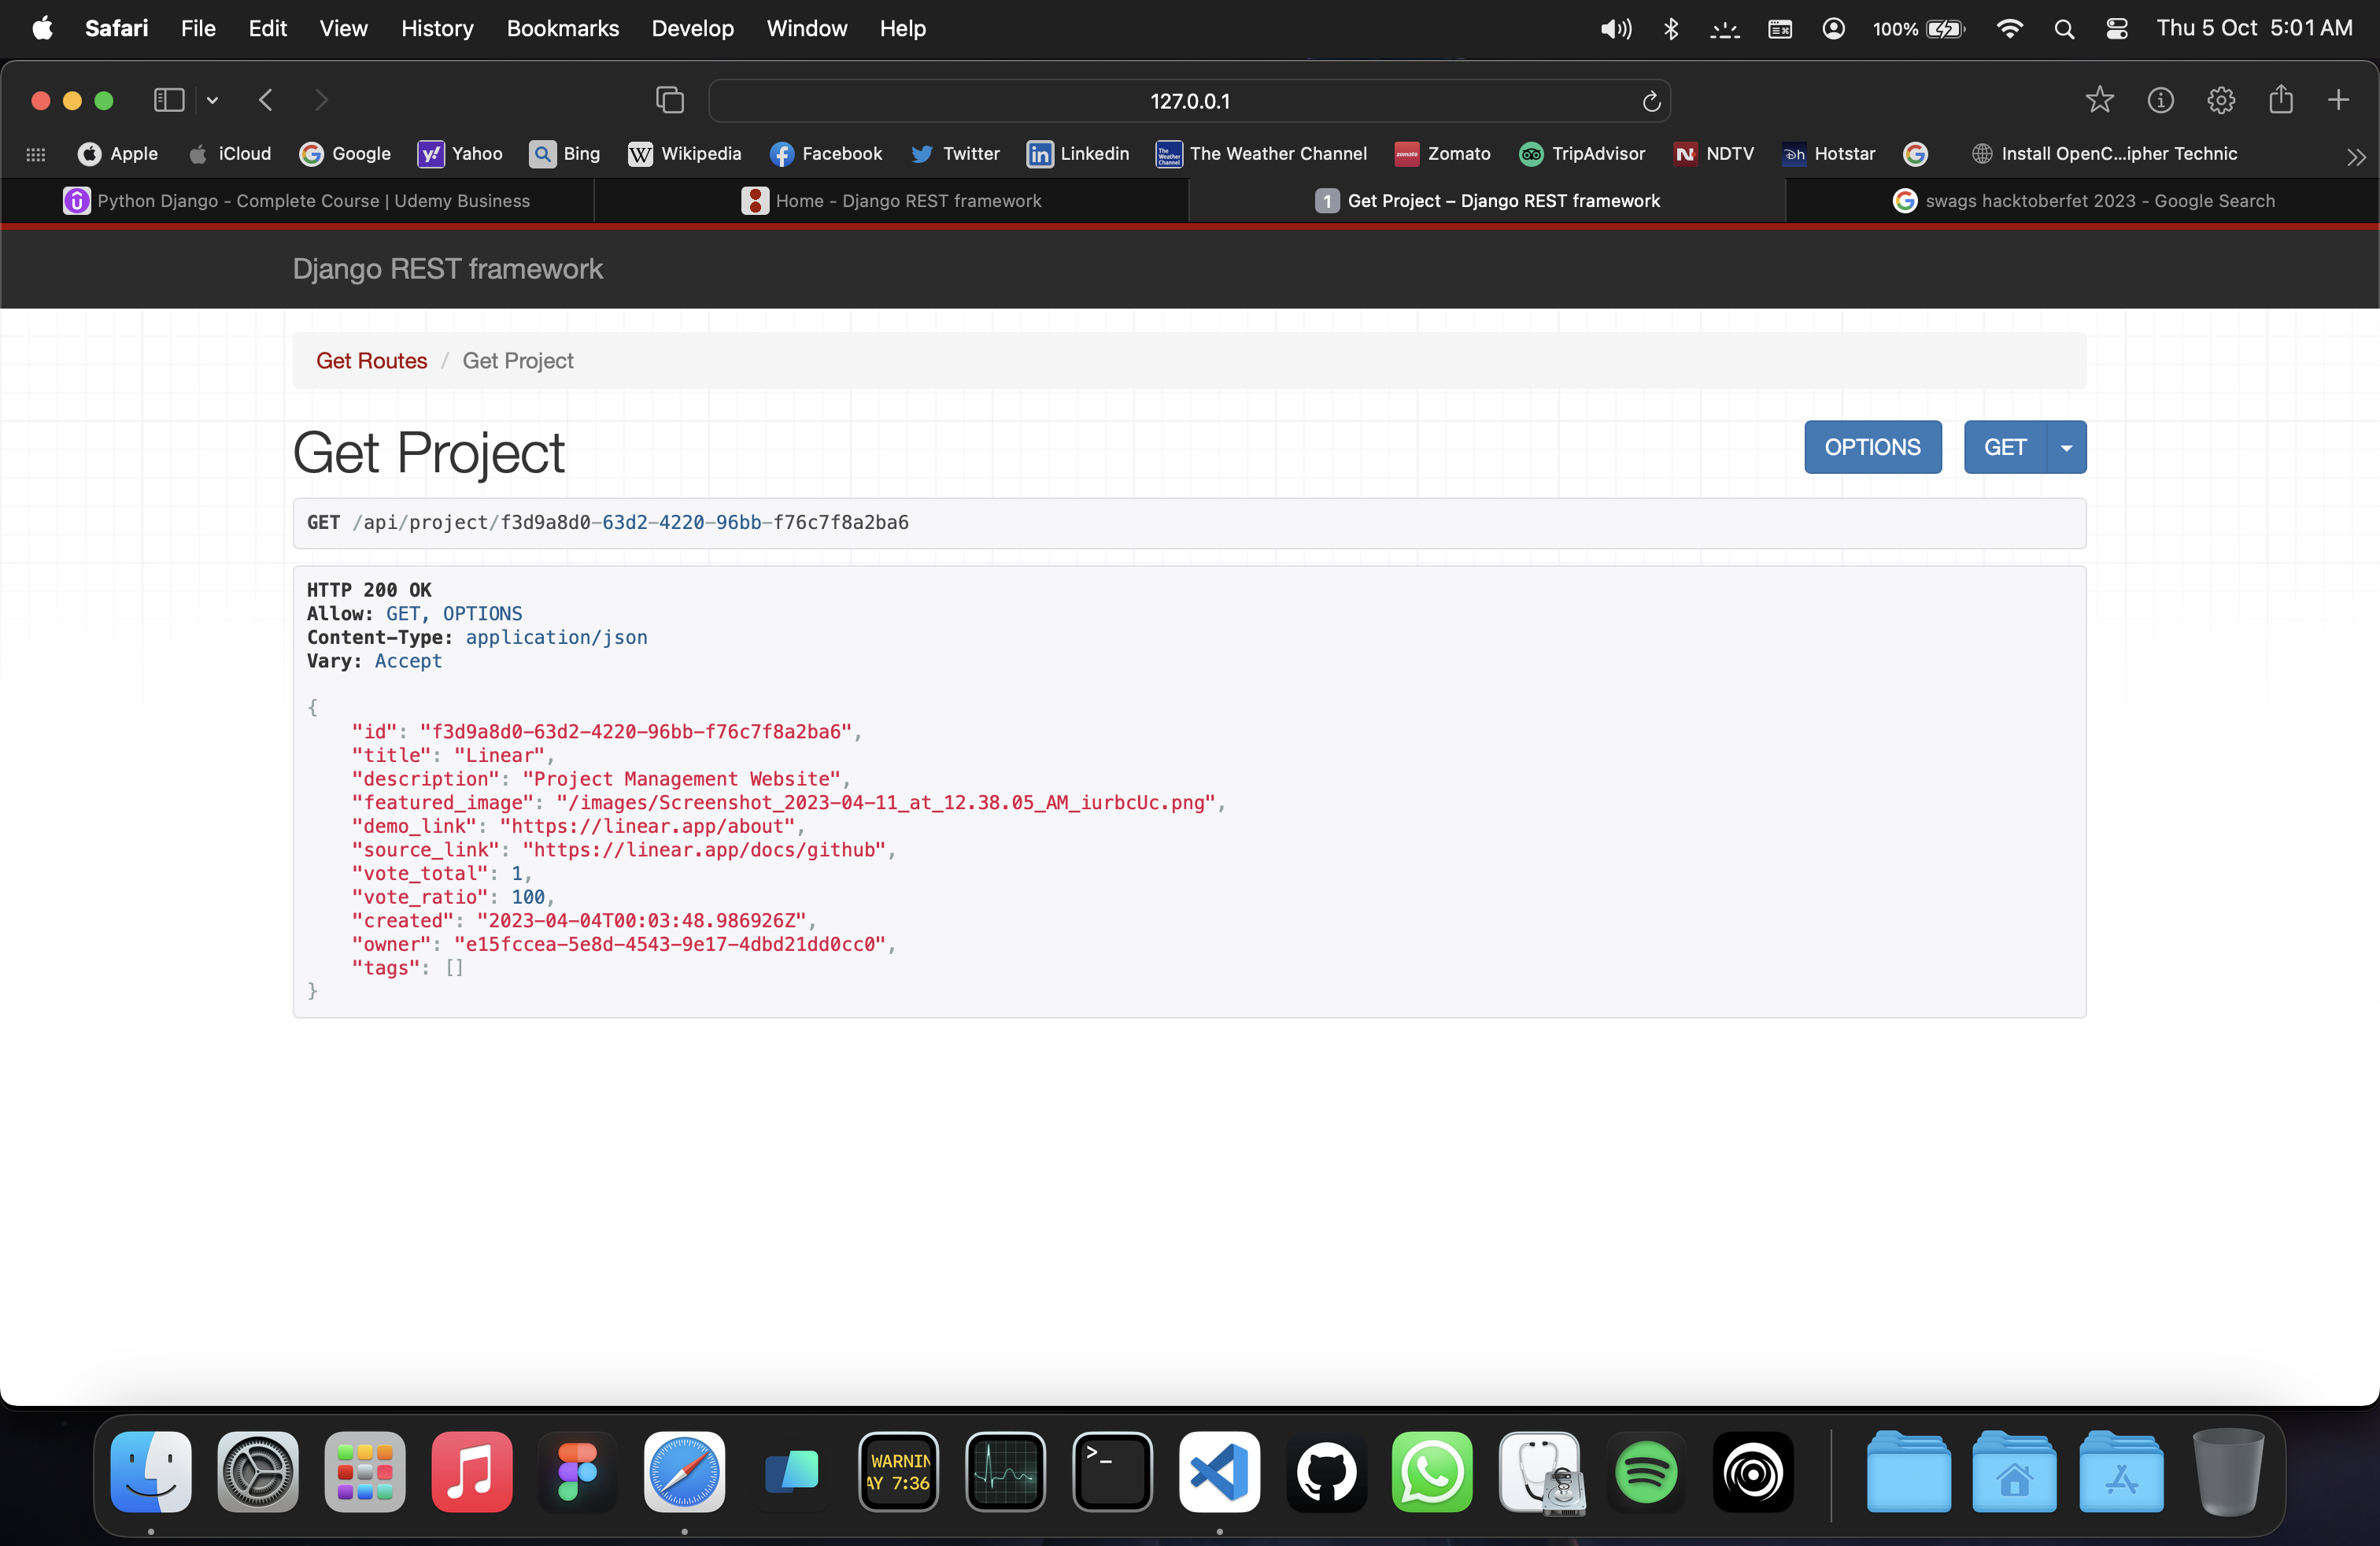 Safari File Edit View History Bookmarks Develop Window Help 100% Thu 5 Oct 5:01 AM
127.0.0.1
Apple iCloud Google Yahoo Bing Wikipedia Facebook Twitter Linkedin The Weather Channel Zomato TripAdvisor NDTV Hotstar Install OpenC...ipher Technic
Python Django - Complete Course | Udemy Business Home - Django REST framework 1 Get Project – Django REST framework swags hacktoberfet 2023 - Google Search
Django REST framework
Get Routes / Get Project
Get Project OPTIONS GET
GET /api/project/f3d9a8d0-63d2-4220-96bb-f76c7f8a2ba6
HTTP 200 OK
Allow: GET, OPTIONS
Content-Type: application/json
Vary: Accept
{
"id": "f3d9a8d0-63d2-4220-96bb-f76c7f8a2ba6",
"title": "Linear",
"description": "Project Management Website",
"featured_image": "/images/Screenshot_2023-04-11_at_12.38.05_AM_iurbcUc.png",
"demo_link": "https://linear.app/about",
"source_link": "https://linear.app/docs/github",
"vote_total": 1,
"vote_ratio": 100,
"created": "2023-04-04T00:03:48.986926Z",
"owner": "e15fccea-5e8d-4543-9e17-4dbd21dd0cc0",
"tags": []
}
WARNIN
AY 7:36